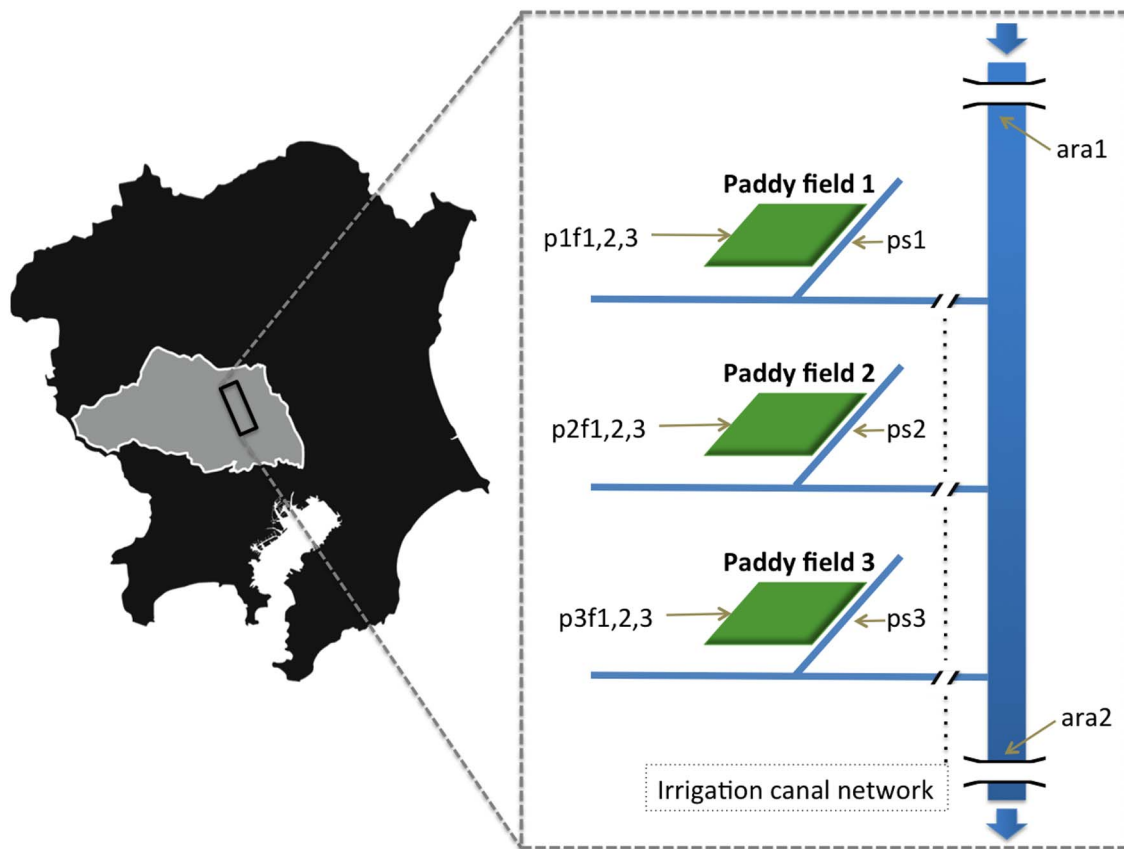 ara1
Paddy field 1
p1f1,2,3
ps1
Paddy field 2
p2f1,2,3
ps2
Paddy field 3
p3f1,2,3
ps3
ara2
Irrigation canal network